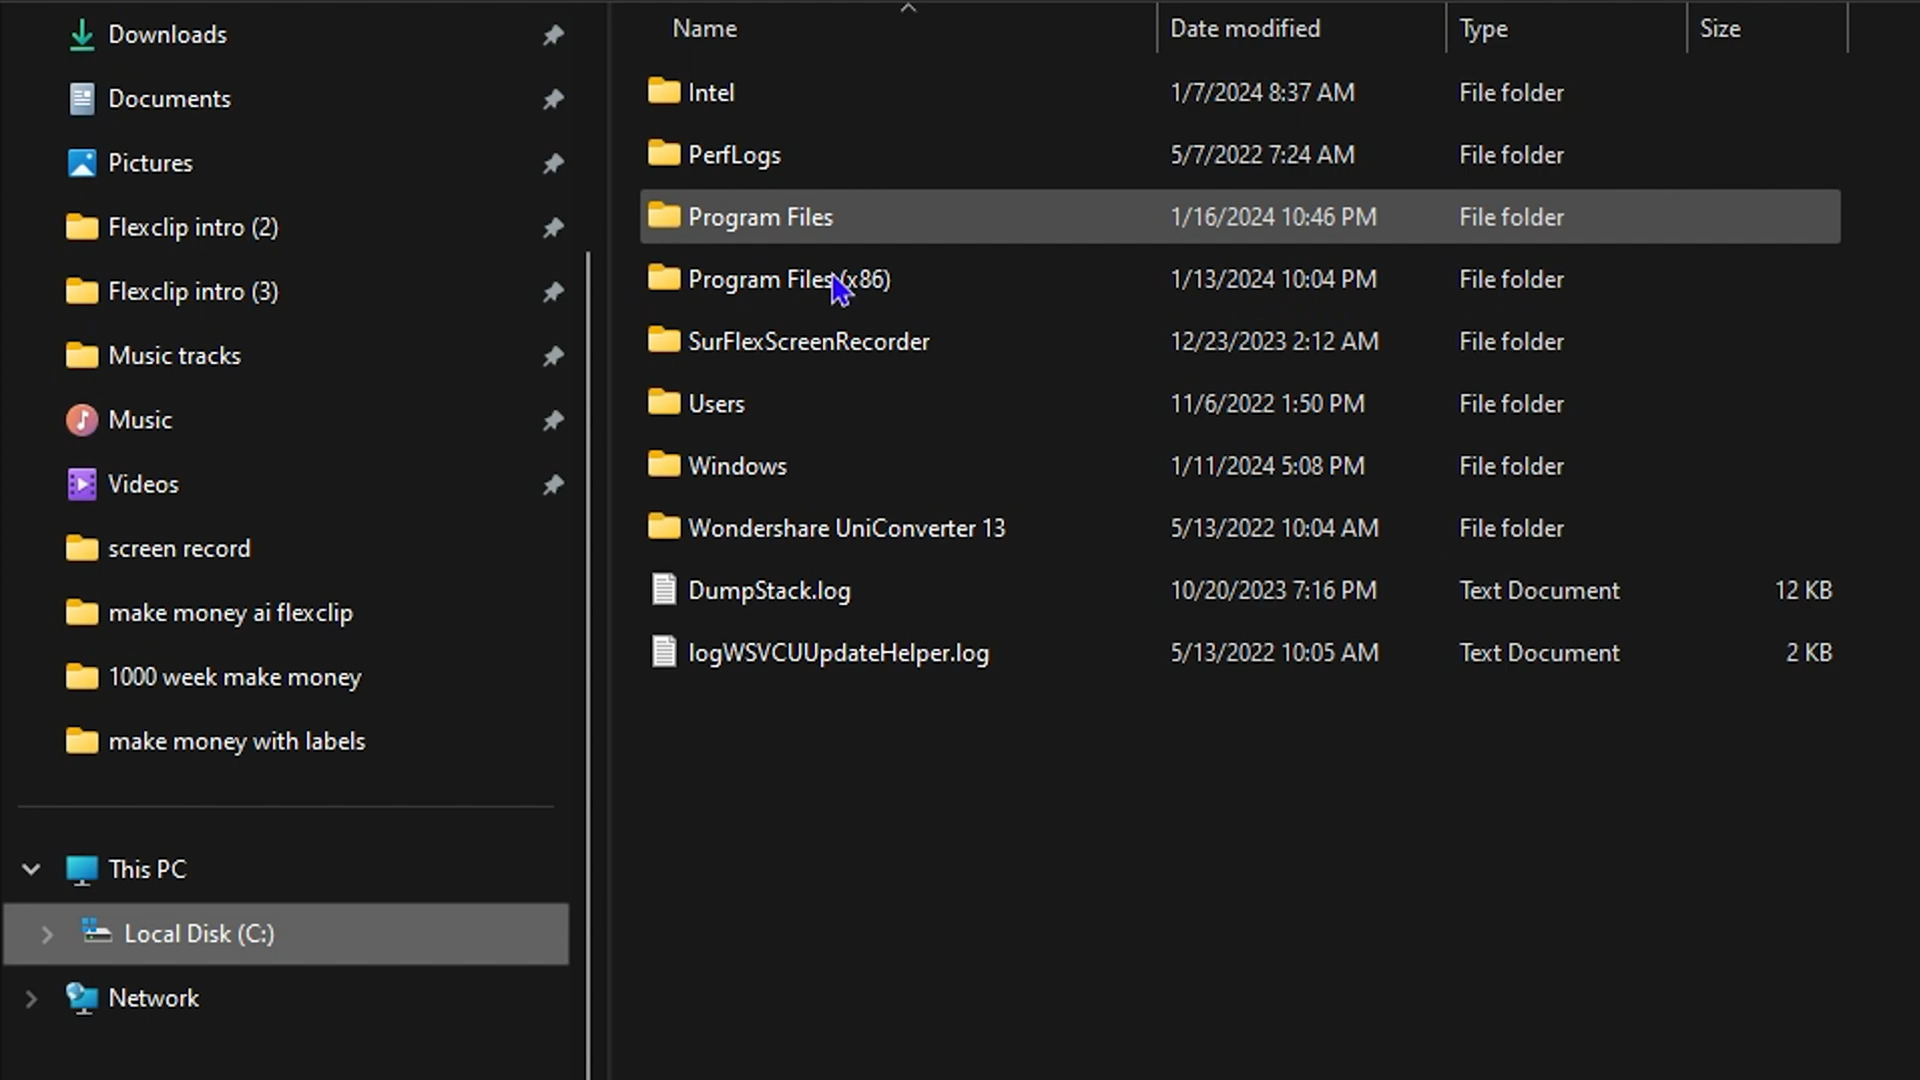 Downloads
Documents
Pictures
Flexclip intro (2)
Flexclip intro (3)
Music tracks
Music
Videos
screen record
make money ai flexclip
1000 week make money
make money with labels
This PC
Local Disk (C:)
Network
Name Date modified Type Size
Intel 1/7/2024 8:37 AM File folder
PerfLogs 5/7/2022 7:24 AM File folder
Program Files 1/16/2024 10:46 PM File folder
Program Files (x86) 1/13/2024 10:04 PM File folder
SurFlexScreenRecorder 12/23/2023 2:12 AM File folder
Users 11/6/2022 1:50 PM File folder
Windows 1/11/2024 5:08 PM File folder
Wondershare UniConverter 13 5/13/2022 10:04 AM File folder
DumpStack.log 10/20/2023 7:16 PM Text Document 12 KB
logWSVCUUpdateHelper.log 5/13/2022 10:05 AM Text Document 2 KB